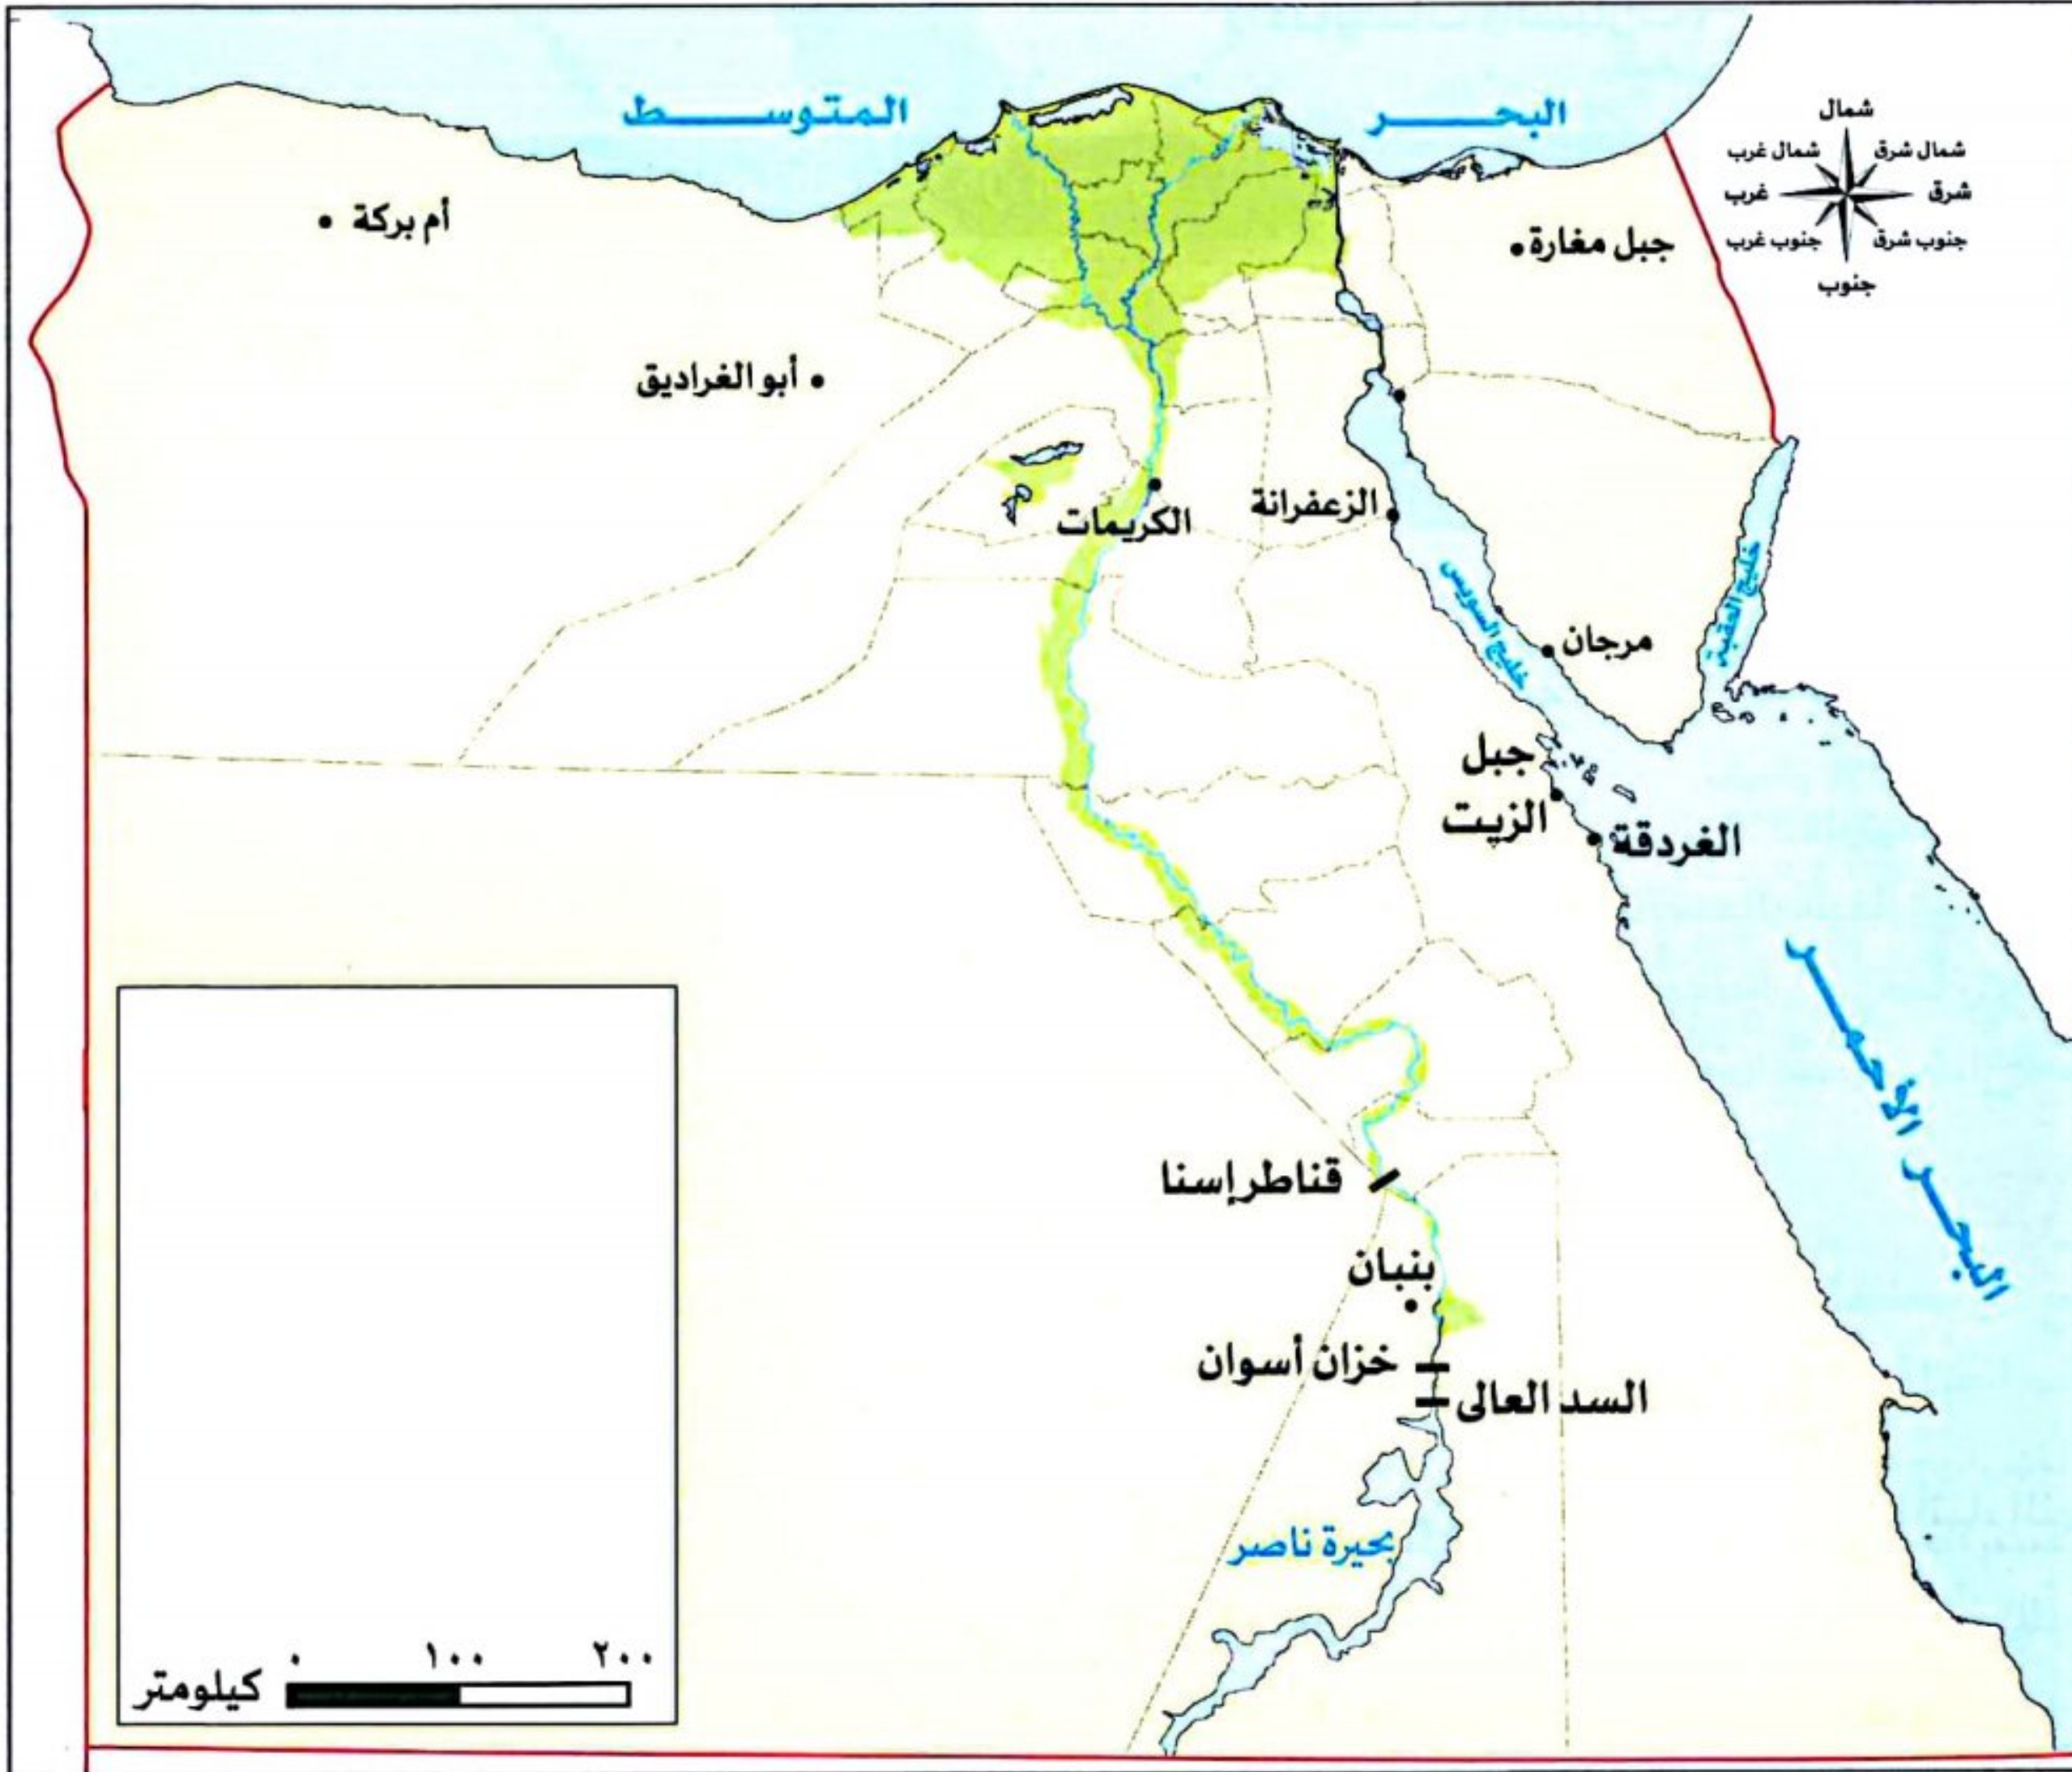 البحر المتوسط
شمال
شمال غرب
شمال شرق
غرب
شرق
جنوب غرب
جنوب شرق
جنوب
أم بركة
جبل مغارة
أبو الغراديق
الزعفرانة
الكريمات
خليج السويس
خليج العقبة
مرجان
جبل
الزيت
الغردقة
البحر الأحمر
قناطر إسنا
بنبان
خزان أسوان
السد العالى
بحيرة ناصر
٠ ١٠٠ ٢٠٠
كيلومتر